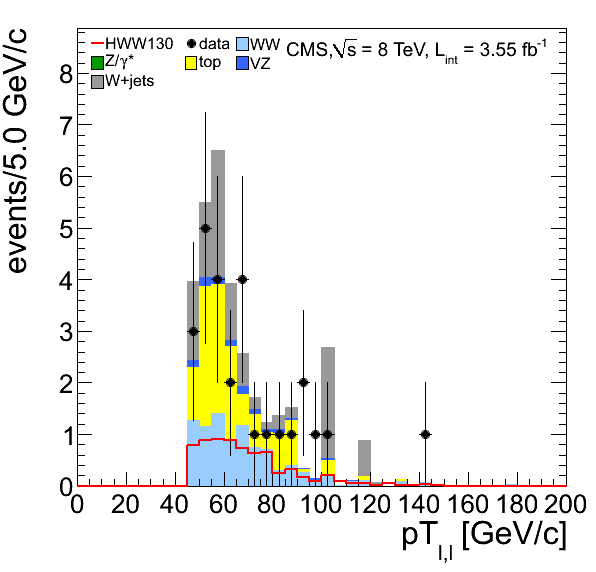 HWW130 data WW
Z/γ* top VZ
W+jets
CMS,√s = 8 TeV, L_int = 3.55 fb⁻¹
events/5.0 GeV/c
8
7
6
5
4
3
2
1
0
0 20 40 60 80 100 120 140 160 180 200
pT_l,l [GeV/c]